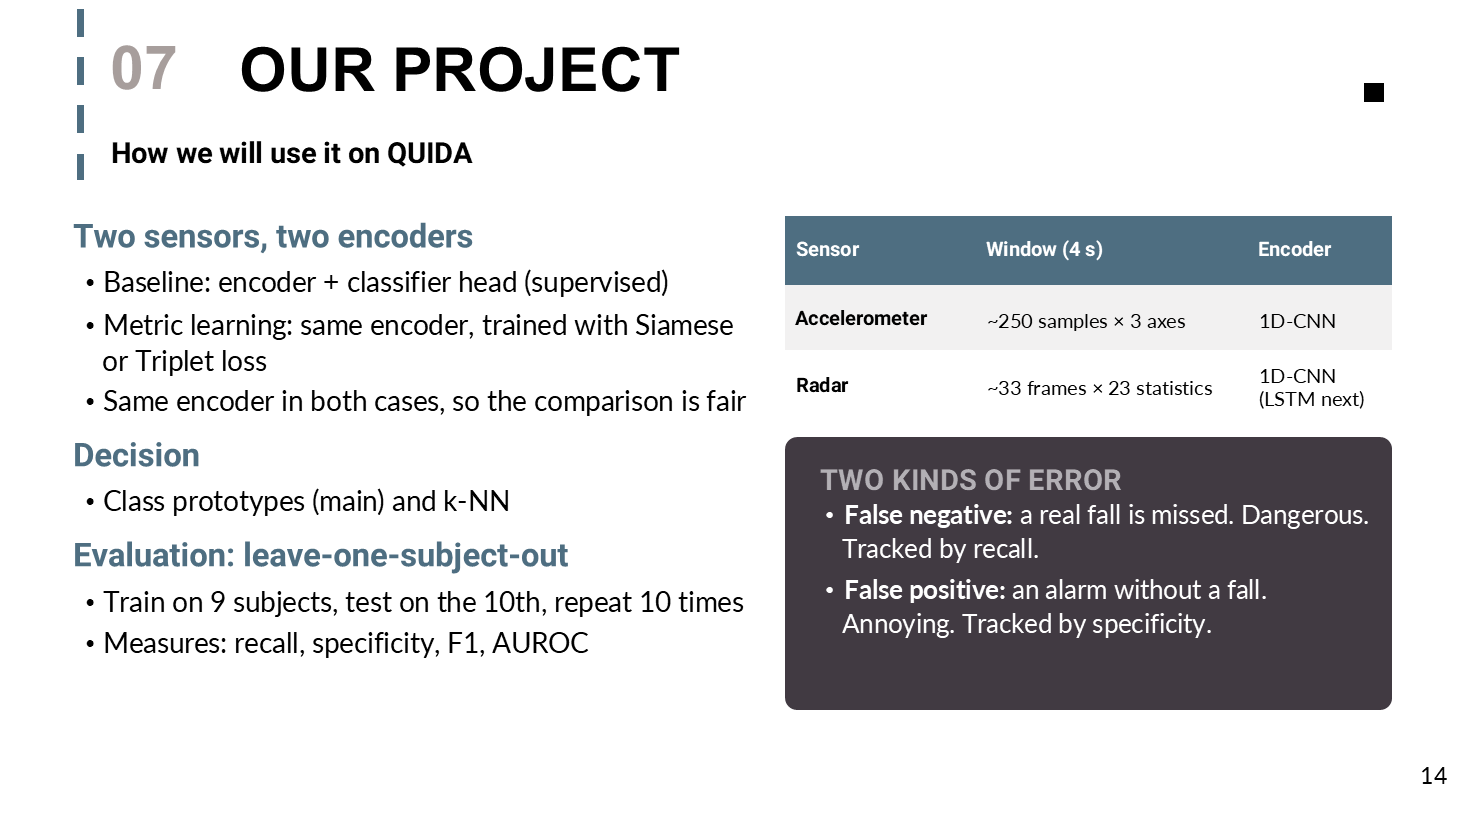 07 OUR PROJECT
How we will use it on QUIDA
Two sensors, two encoders
• Baseline: encoder + classifier head (supervised)
• Metric learning: same encoder, trained with Siamese
or Triplet loss
• Same encoder in both cases, so the comparison is fair
Decision
• Class prototypes (main) and k-NN
Evaluation: leave-one-subject-out
• Train on 9 subjects, test on the 10th, repeat 10 times
• Measures: recall, specificity, F1, AUROC
Sensor Window (4 s) Encoder
Accelerometer ~250 samples × 3 axes 1D-CNN
Radar ~33 frames × 23 statistics 1D-CNN
(LSTM next)
TWO KINDS OF ERROR
• False negative: a real fall is missed. Dangerous.
Tracked by recall.
• False positive: an alarm without a fall.
Annoying. Tracked by specificity.
14